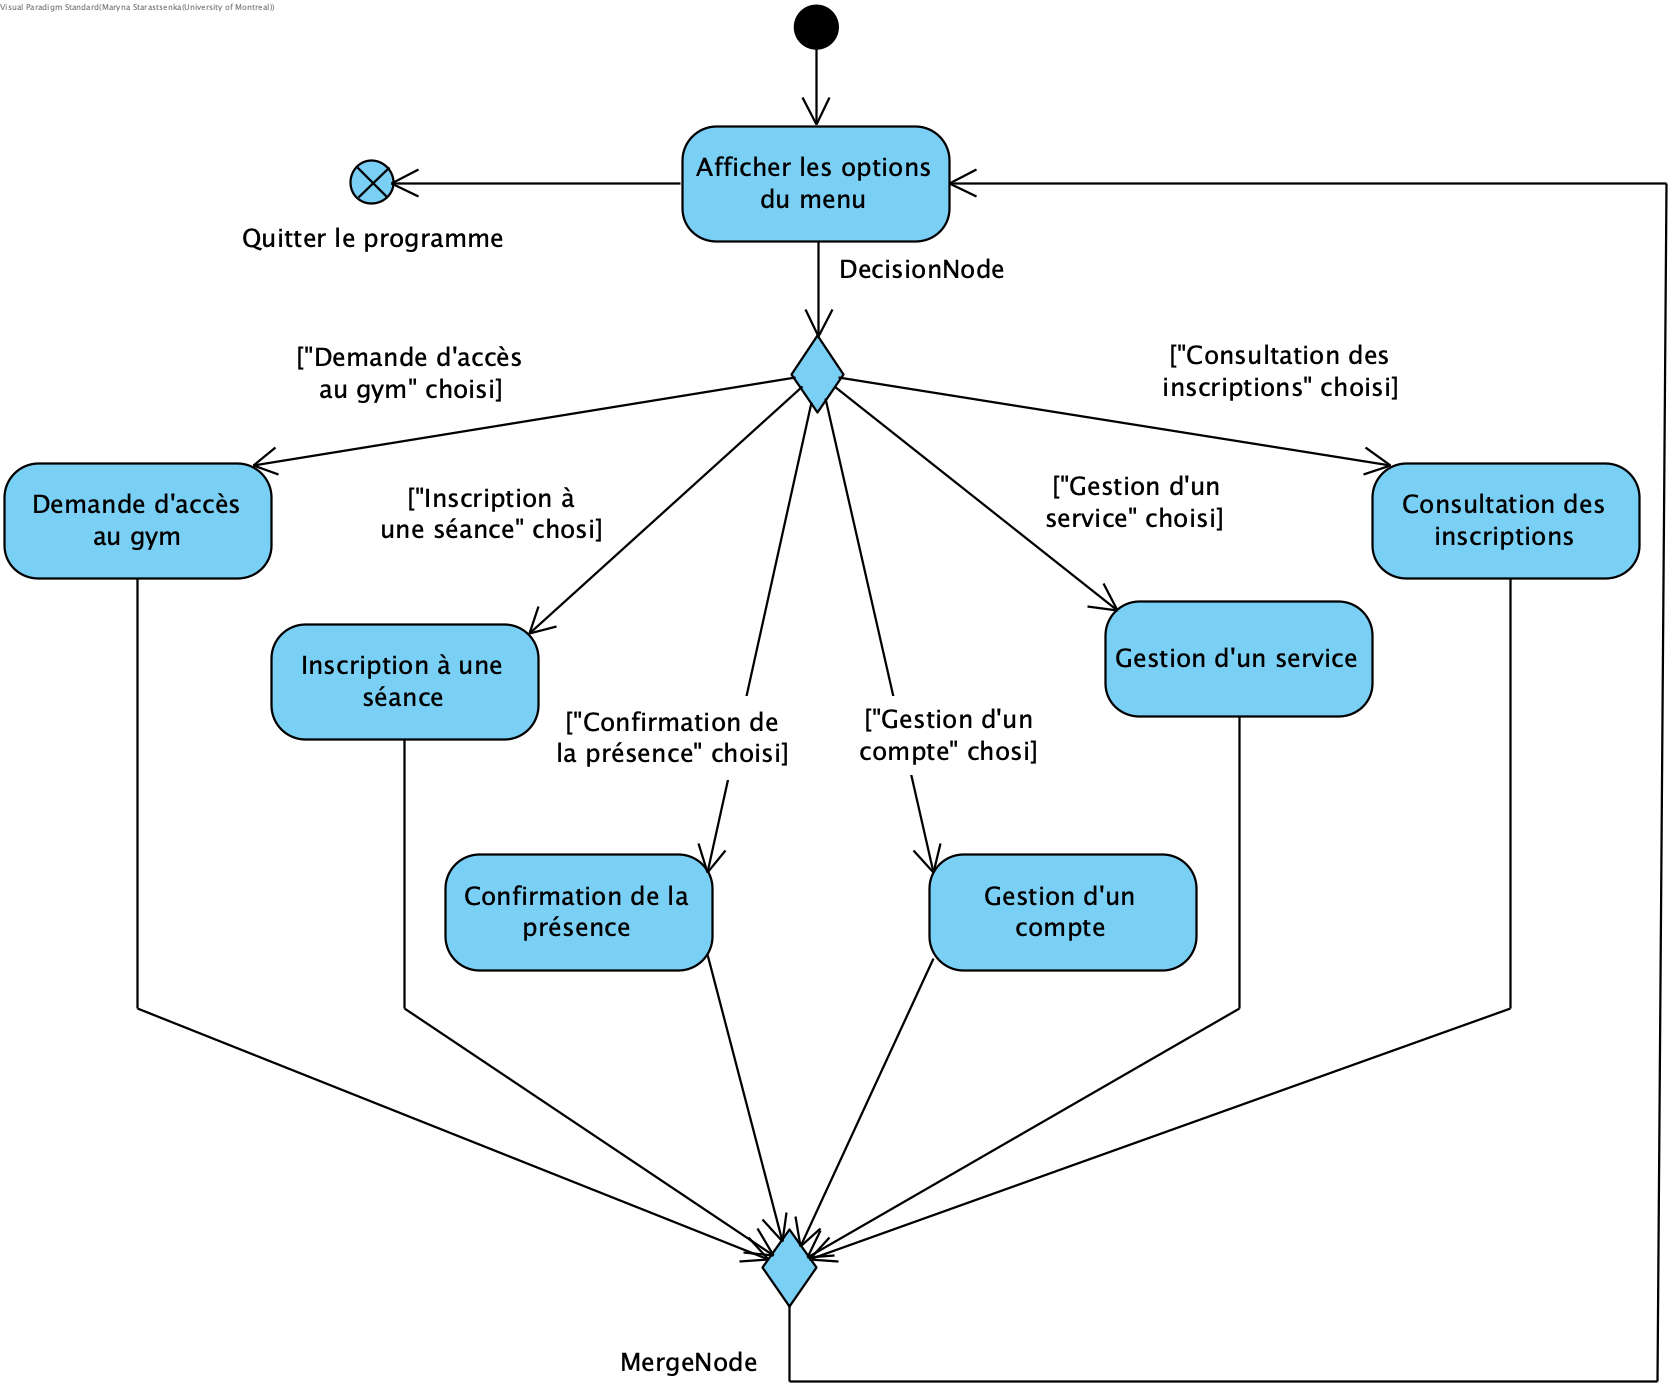 Visual Paradigm Standard(Maryna Starastsenka(University of Montreal))
Afficher les options
du menu
Quitter le programme
DecisionNode
["Demande d'accès
au gym" choisi]
["Consultation des
inscriptions" choisi]
["Inscription à
une séance" chosi]
["Gestion d'un
service" choisi]
Demande d'accès
au gym
Consultation des
inscriptions
Inscription à une
séance
Gestion d'un service
["Confirmation de
la présence" choisi]
["Gestion d'un
compte" chosi]
Confirmation de la
présence
Gestion d'un
compte
MergeNode